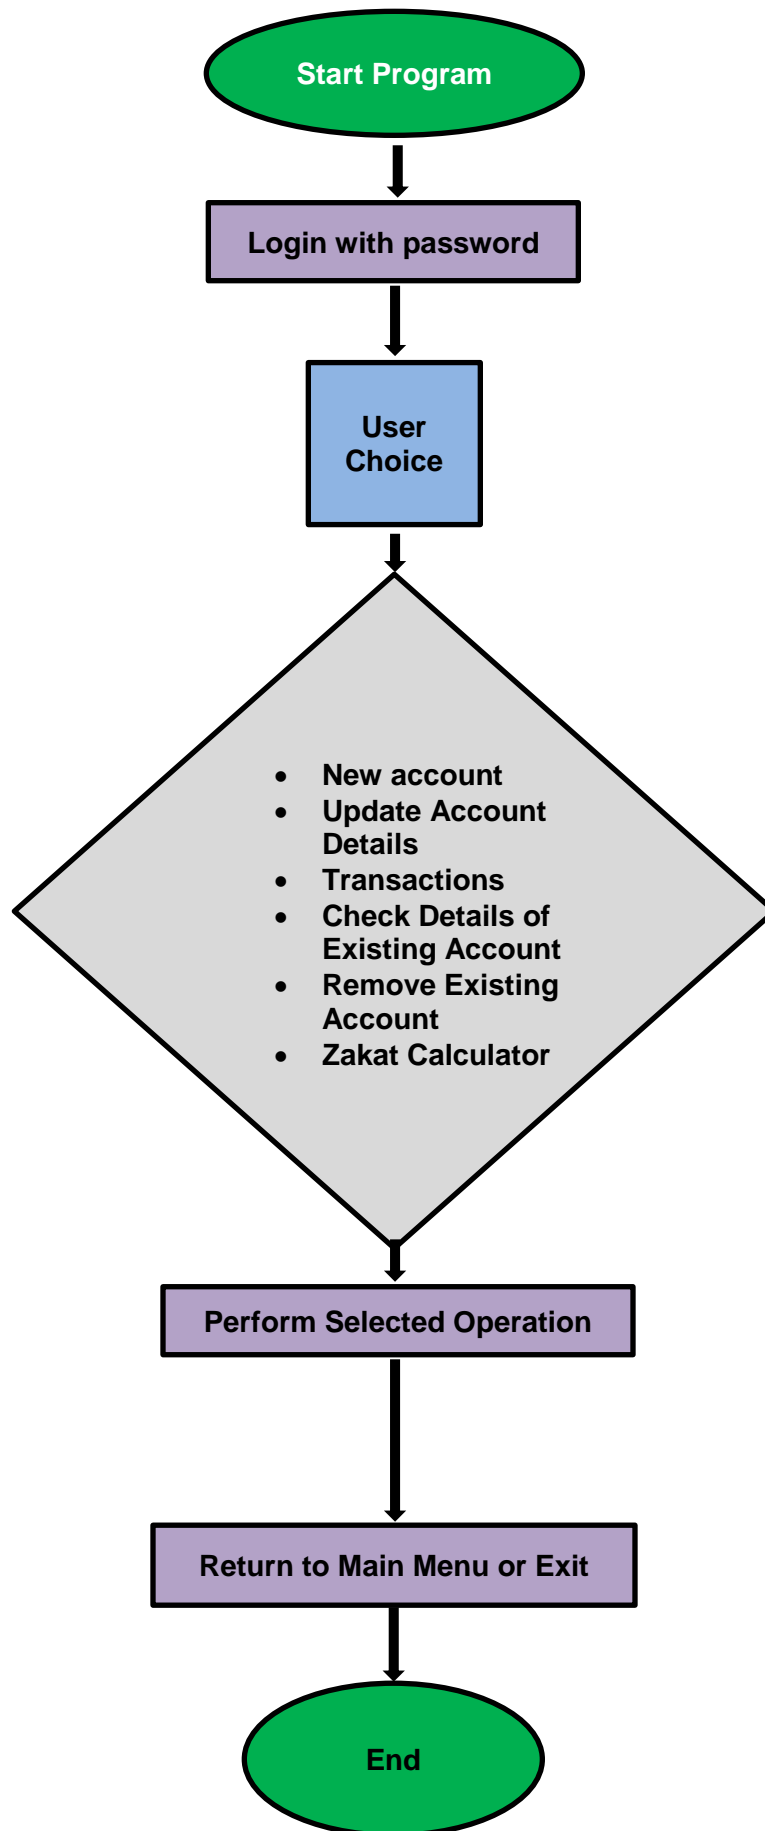 Start Program
Login with password
User
Choice
• New account
• Update Account
Details
• Transactions
• Check Details of
Existing Account
• Remove Existing
Account
• Zakat Calculator
Perform Selected Operation
Return to Main Menu or Exit
End